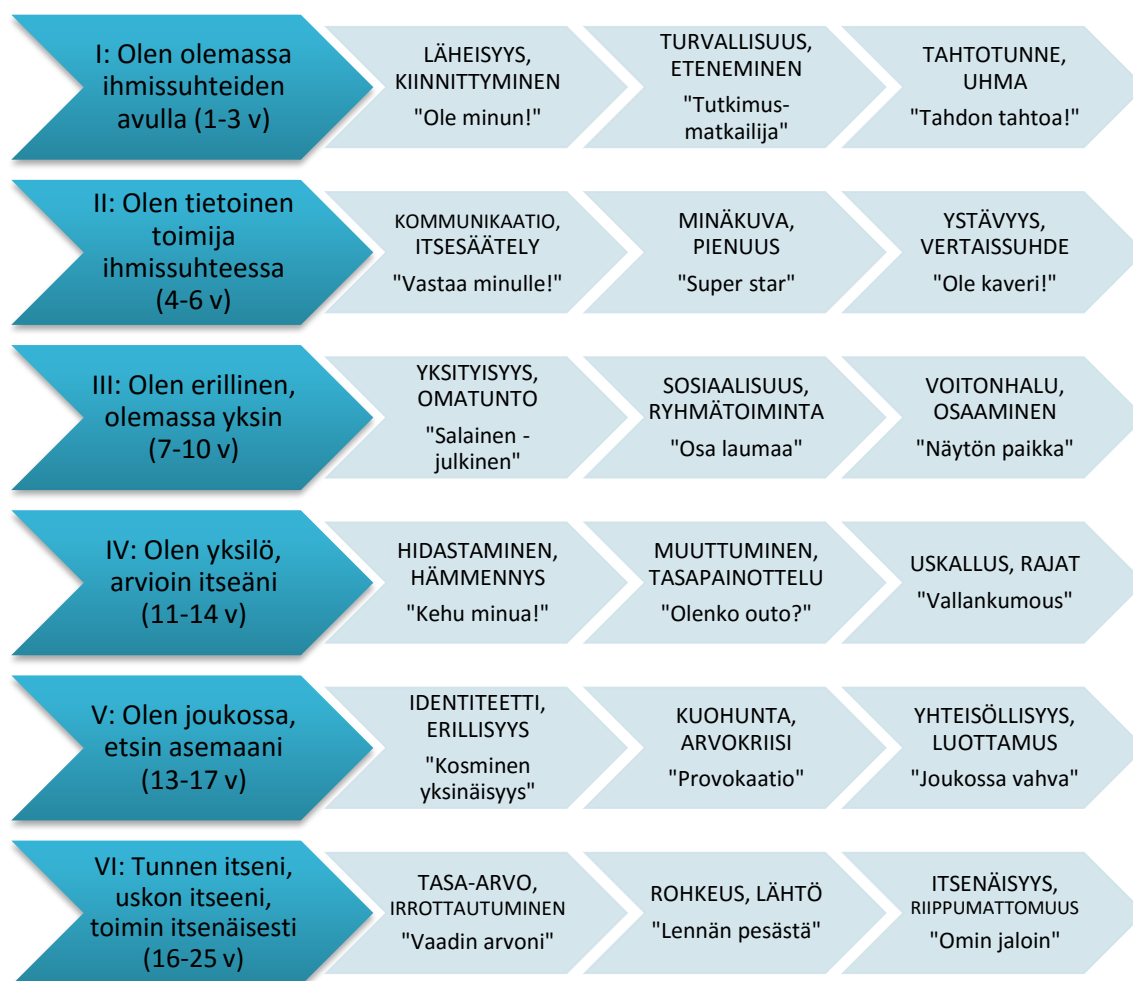 I: Olen olemassa
ihmissuhteiden
avulla (1-3 v)
LÄHEISYYS,
KIINNITTYMINEN
"Ole minun!"
TURVALLISUUS,
ETENEMINEN
"Tutkimus-
matkailija"
TAHTOTUNNE,
UHMA
"Tahdon tahtoa!"
II: Olen tietoinen
toimija
ihmissuhteessa
(4-6 v)
KOMMUNIKAATIO,
ITSESÄÄTELY
"Vastaa minulle!"
MINÄKUVA,
PIENUUS
"Super star"
YSTÄVYYS,
VERTAISSUHDE
"Ole kaveri!"
III: Olen erillinen,
olemassa yksin
(7-10 v)
YKSITYISYYS,
OMATUNTO
"Salainen -
julkinen"
SOSIAALISUUS,
RYHMÄTOIMINTA
"Osa laumaa"
VOITONHALU,
OSAAMINEN
"Näytön paikka"
IV: Olen yksilö,
arvioin itseäni
(11-14 v)
HIDASTAMINEN,
HÄMMENNYS
"Kehu minua!"
MUUTTUMINEN,
TASAPAINOTTELU
"Olenko outo?"
USKALLUS, RAJAT
"Vallankumous"
V: Olen joukossa,
etsin asemaani
(13-17 v)
IDENTITEETTI,
ERILLISYYS
"Kosminen
yksinäisyys"
KUOHUNTA,
ARVOKRIISI
"Provokaatio"
YHTEISÖLLISYYS,
LUOTTAMUS
"Joukossa vahva"
VI: Tunnen itseni,
uskon itseeni,
toimin itsenäisesti
(16-25 v)
TASA-ARVO,
IRROTTAUTUMINEN
"Vaadin arvoni"
ROHKEUS, LÄHTÖ
"Lennän pesästä"
ITSENÄISYYS,
RIIPPUMATTOMUUS
"Omin jaloin"